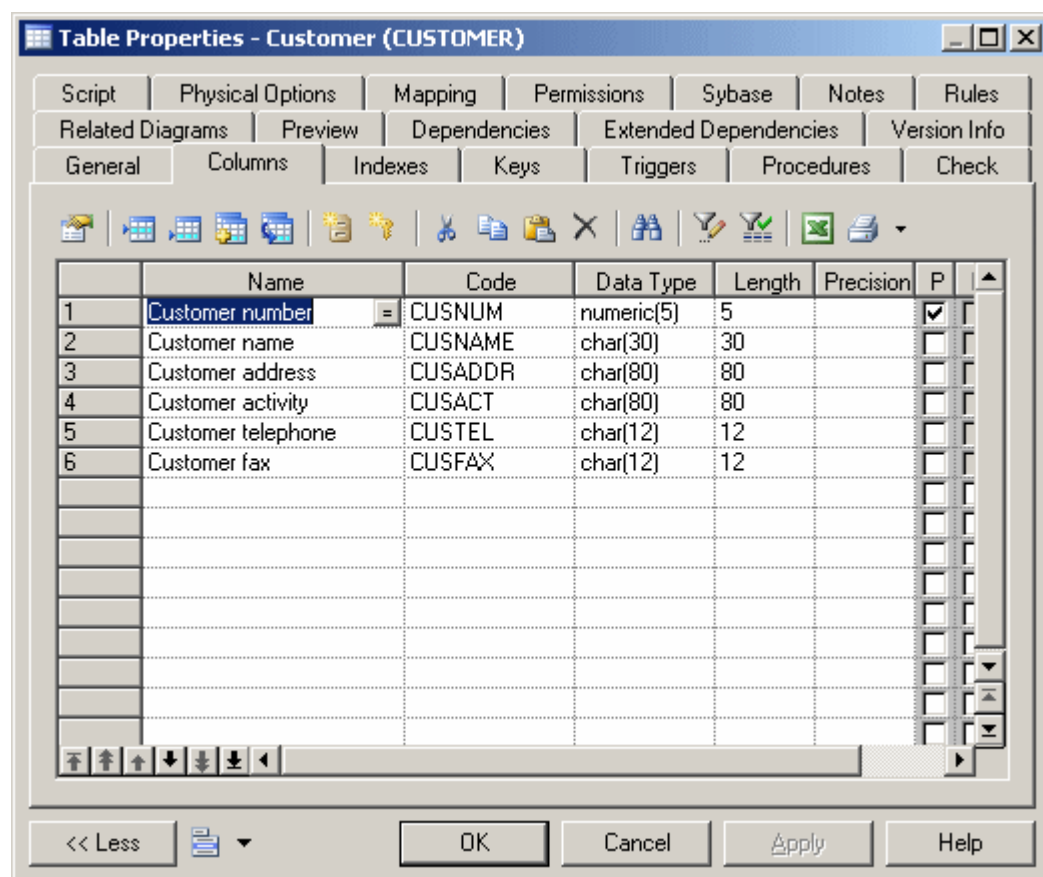 Table Properties - Customer (CUSTOMER)
Script Physical Options Mapping Permissions Sybase Notes Rules
Related Diagrams Preview Dependencies Extended Dependencies Version Info
General Columns Indexes Keys Triggers Procedures Check
Name Code Data Type Length Precision P
1 Customer number = CUSNUM numeric(5) 5
2 Customer name CUSNAME char(30) 30
3 Customer address CUSADDR char(80) 80
4 Customer activity CUSACT char(80) 80
5 Customer telephone CUSTEL char(12) 12
6 Customer fax CUSFAX char(12) 12
<< Less OK Cancel Apply Help